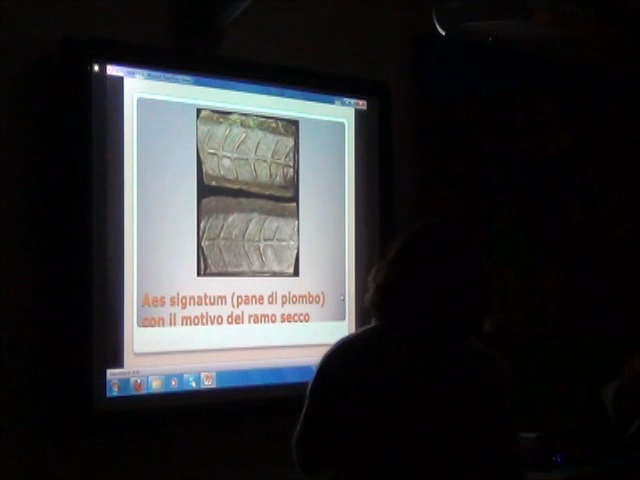 Aes signatum (pane di piombo)
con il motivo del ramo secco